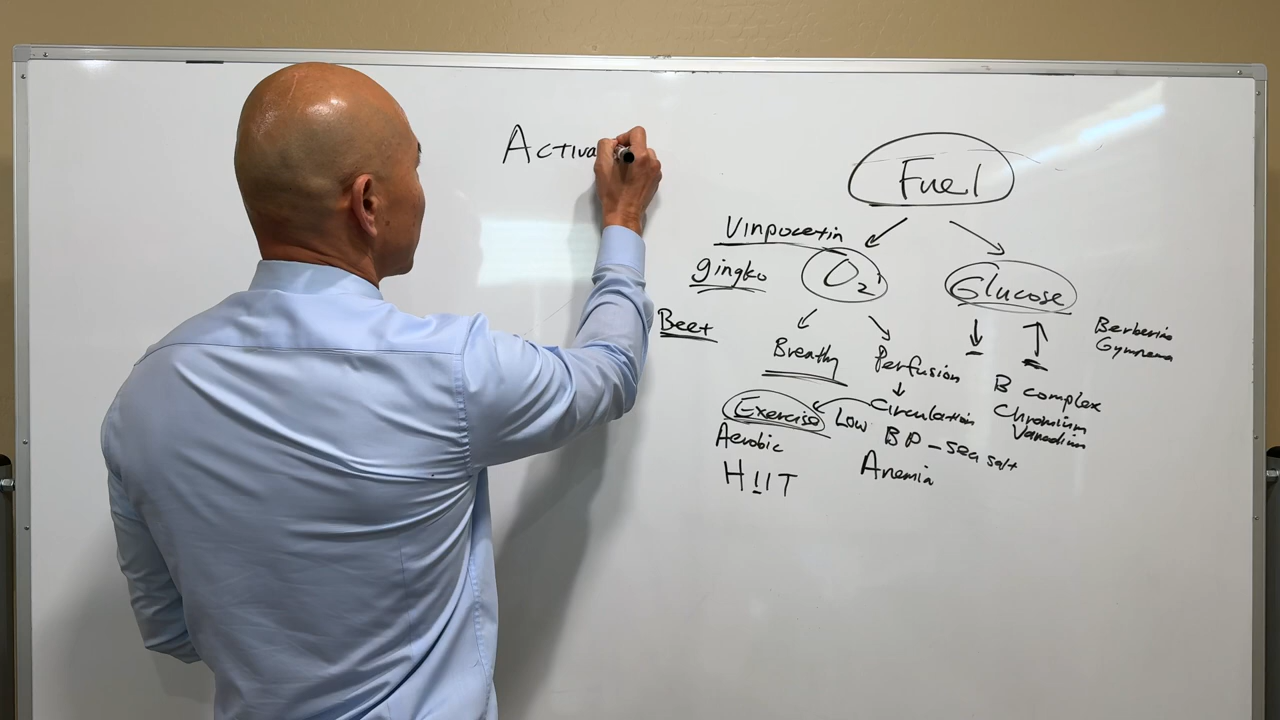 Activa
Fuel
Vinpocetin
gingko
O2
Glucose
Beet
Breathy
Perfusion
Berberine
Gymnema
Exercise
Low Circulation
BP - sea salt
Anemia
Aerobic
HIIT
B complex
Chromium
Vanadium